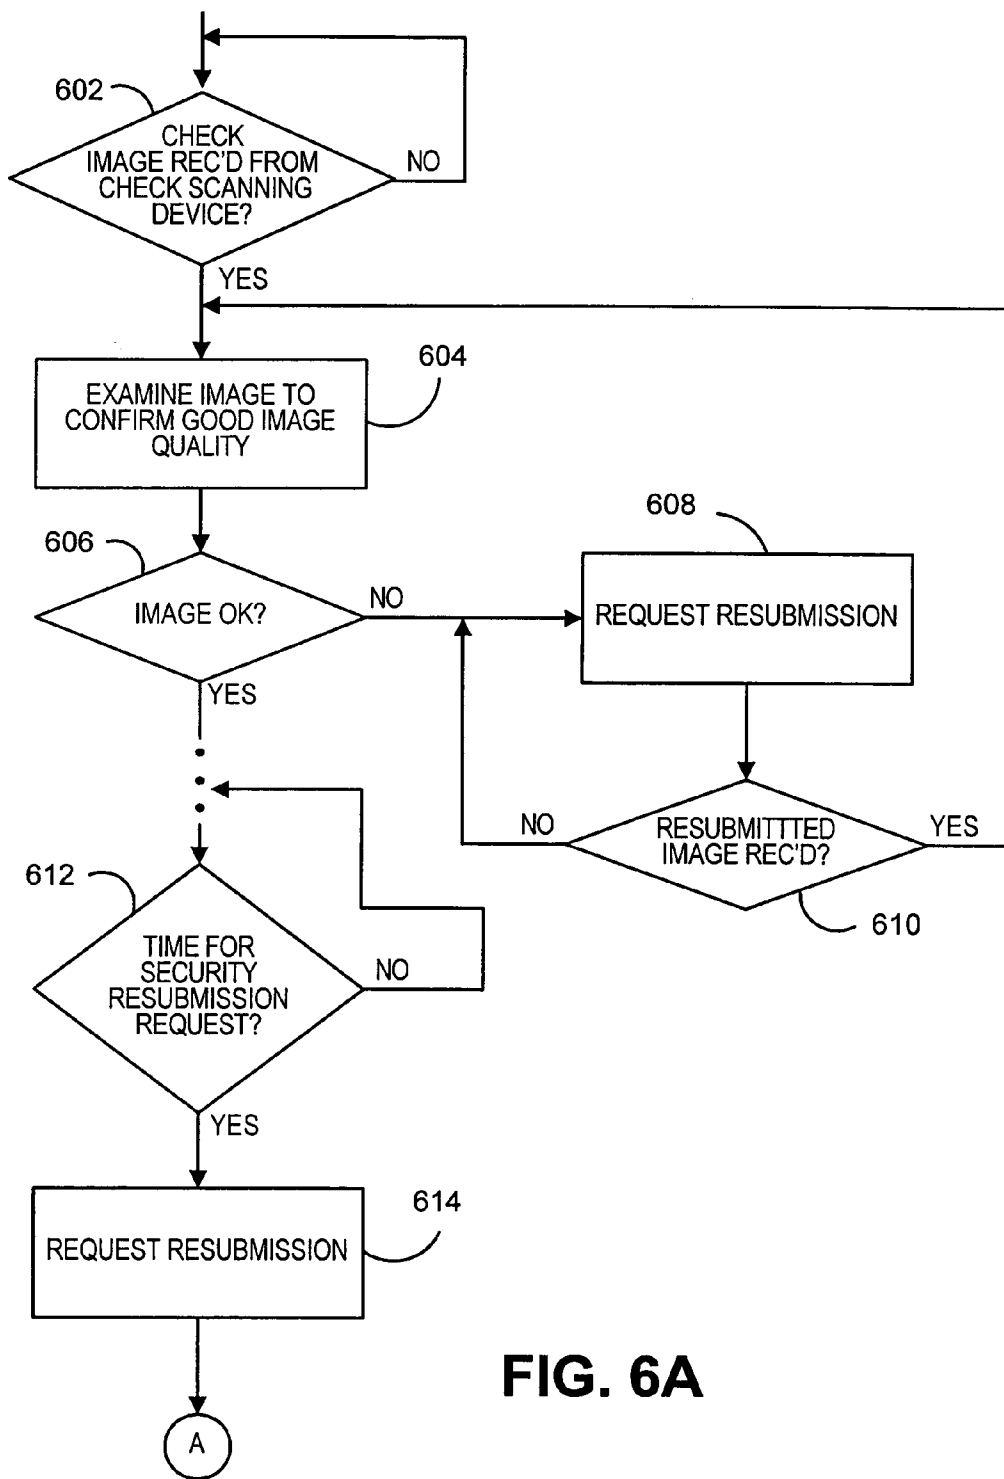 602
CHECK
IMAGE REC'D FROM
CHECK SCANNING
DEVICE?
NO
YES
604
EXAMINE IMAGE TO
CONFIRM GOOD IMAGE
QUALITY
606
IMAGE OK?
NO
YES
608
REQUEST RESUBMISSION
RESUBMITTTED
IMAGE REC'D?
NO
YES
610
612
TIME FOR
SECURITY
RESUBMISSION
REQUEST?
NO
YES
614
REQUEST RESUBMISSION
A
FIG. 6A